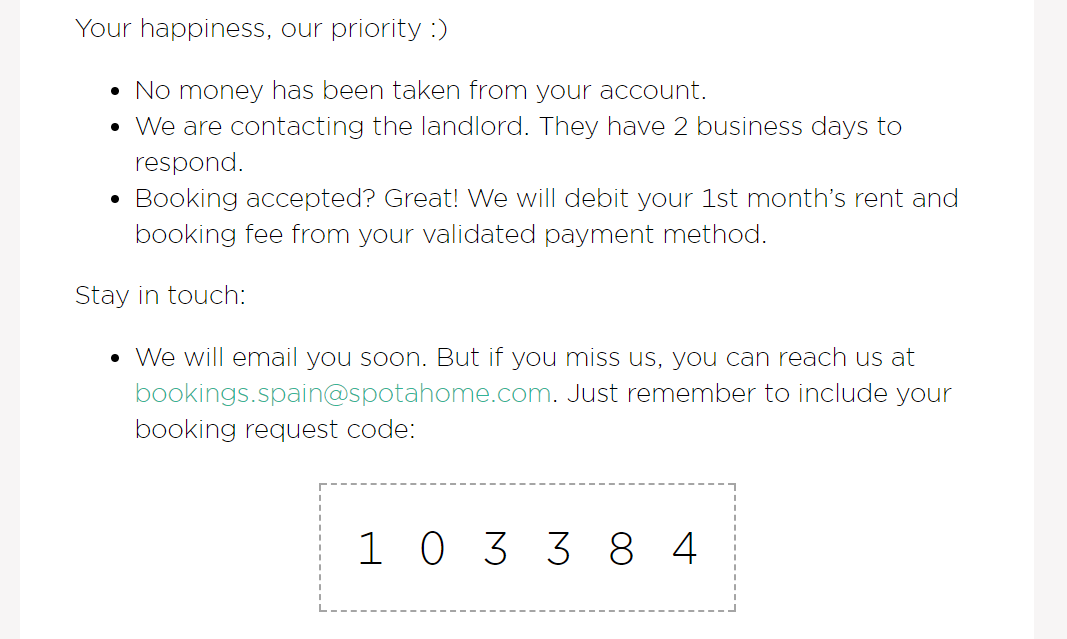 Your happiness, our priority :)
• No money has been taken from your account.
• We are contacting the landlord. They have 2 business days to
respond.
• Booking accepted? Great! We will debit your 1st month’s rent and
booking fee from your validated payment method.
Stay in touch:
• We will email you soon. But if you miss us, you can reach us at
bookings.spain@spotahome.com. Just remember to include your
booking request code:
1 0 3 3 8 4